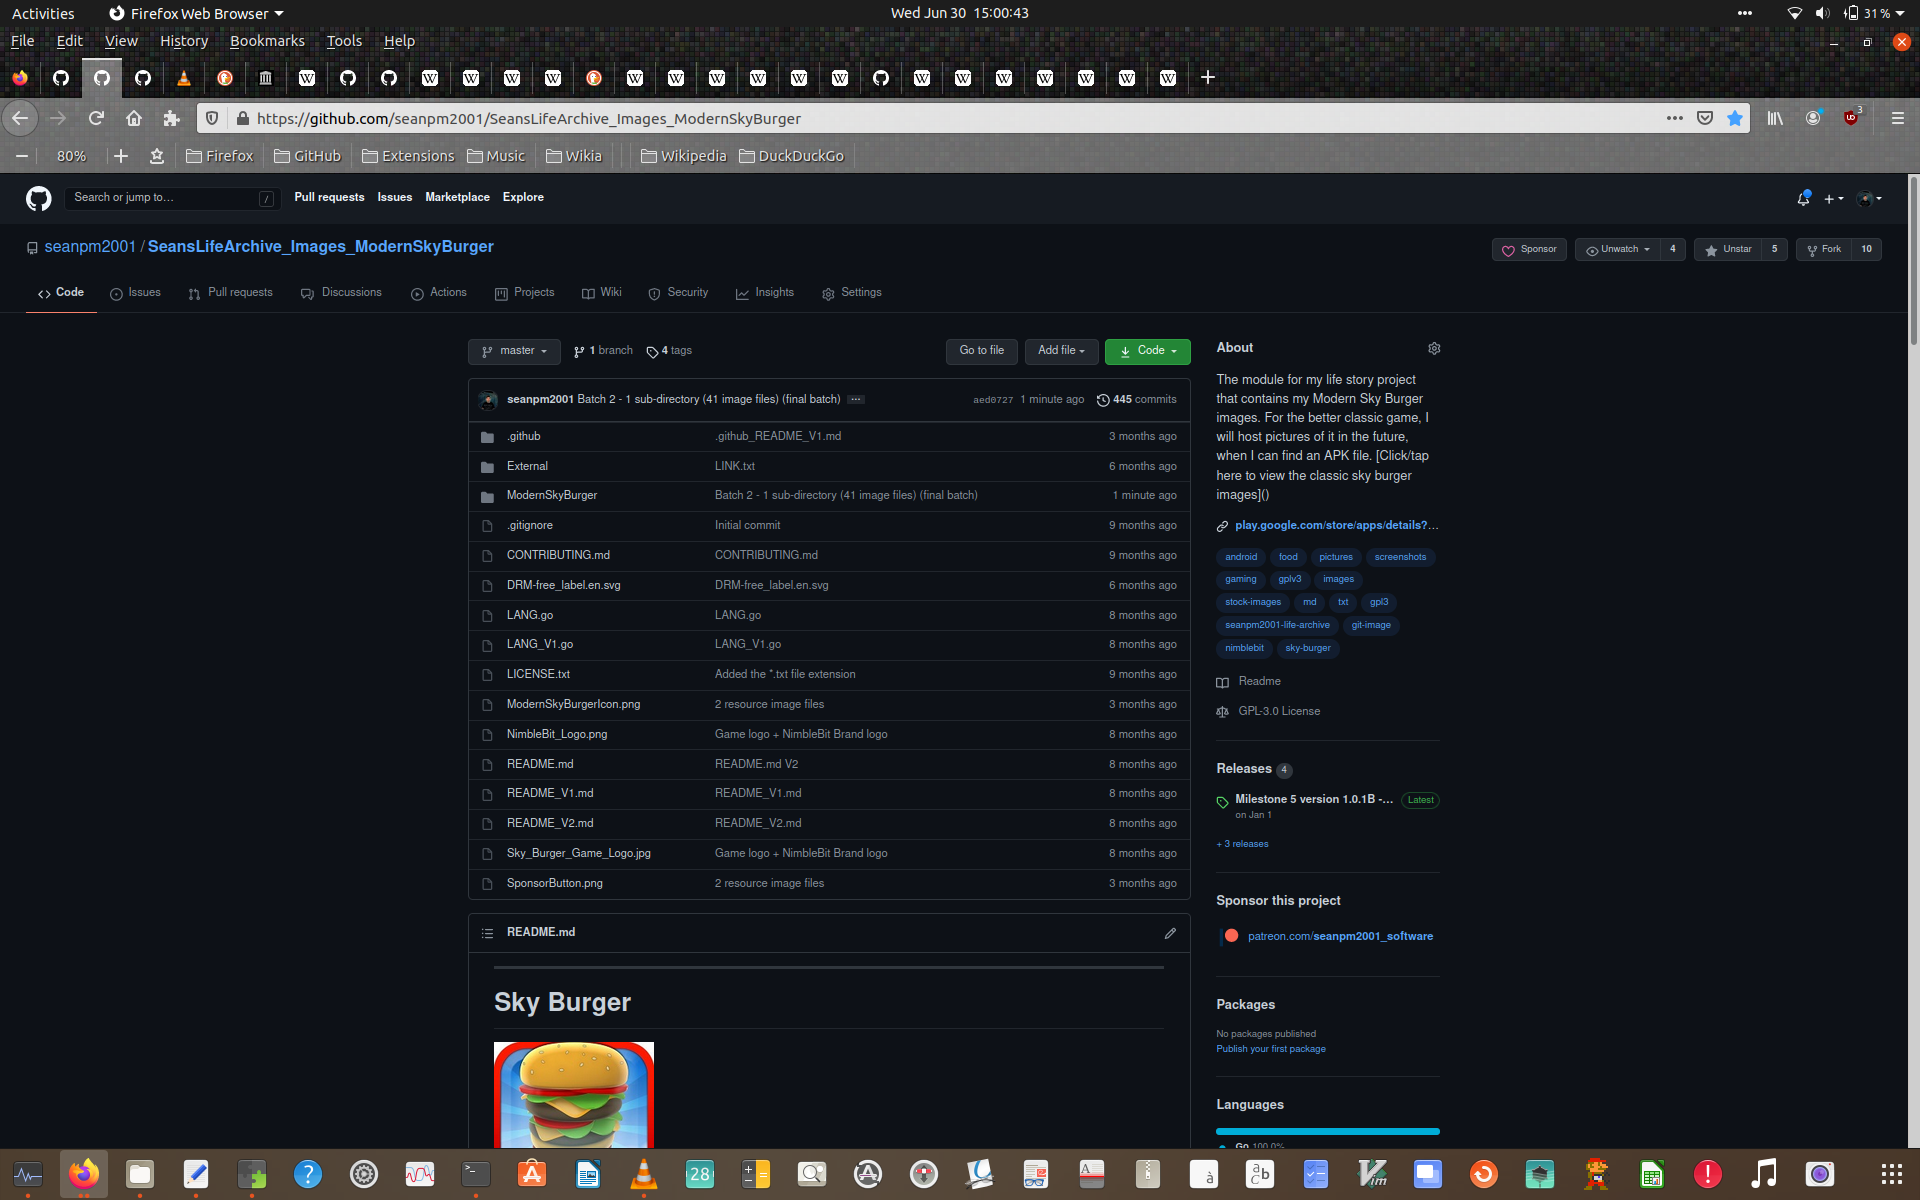 Activities Firefox Web Browser Wed Jun 30 15:00:43 31%
File Edit View History Bookmarks Tools Help
https://github.com/seanpm2001/SeansLifeArchive_Images_ModernSkyBurger 3
80% Firefox GitHub Extensions Music Wikia Wikipedia DuckDuckGo
Search or jump to… / Pull requests Issues Marketplace Explore
seanpm2001 / SeansLifeArchive_Images_ModernSkyBurger Sponsor Unwatch 4 Unstar 5 Fork 10
Code Issues Pull requests Discussions Actions Projects Wiki Security Insights Settings
master 1 branch 4 tags Go to file Add file Code
seanpm2001 Batch 2 - 1 sub-directory (41 image files) (final batch) aed0727 1 minute ago 445 commits
.github .github_README_V1.md 3 months ago
External LINK.txt 6 months ago
ModernSkyBurger Batch 2 - 1 sub-directory (41 image files) (final batch) 1 minute ago
.gitignore Initial commit 9 months ago
CONTRIBUTING.md CONTRIBUTING.md 9 months ago
DRM-free_label.en.svg DRM-free_label.en.svg 6 months ago
LANG.go LANG.go 8 months ago
LANG_V1.go LANG_V1.go 8 months ago
LICENSE.txt Added the *.txt file extension 9 months ago
ModernSkyBurgerIcon.png 2 resource image files 3 months ago
NimbleBit_Logo.png Game logo + NimbleBit Brand logo 8 months ago
README.md README.md V2 8 months ago
README_V1.md README_V1.md 8 months ago
README_V2.md README_V2.md 8 months ago
Sky_Burger_Game_Logo.jpg Game logo + NimbleBit Brand logo 8 months ago
SponsorButton.png 2 resource image files 3 months ago
README.md
Sky Burger
About
The module for my life story project
that contains my Modern Sky Burger
images. For the better classic game, I
will host pictures of it in the future,
when I can find an APK file. [Click/tap
here to view the classic sky burger
images]()
play.google.com/store/apps/details?…
android food pictures screenshots
gaming gplv3 images
stock-images md txt gpl3
seanpm2001-life-archive git-image
nimblebit sky-burger
Readme
GPL-3.0 License
Releases 4
Milestone 5 version 1.0.1B -… Latest
on Jan 1
+ 3 releases
Sponsor this project
patreon.com/seanpm2001_software
Packages
No packages published
Publish your first package
Languages
Go 100.0%
28